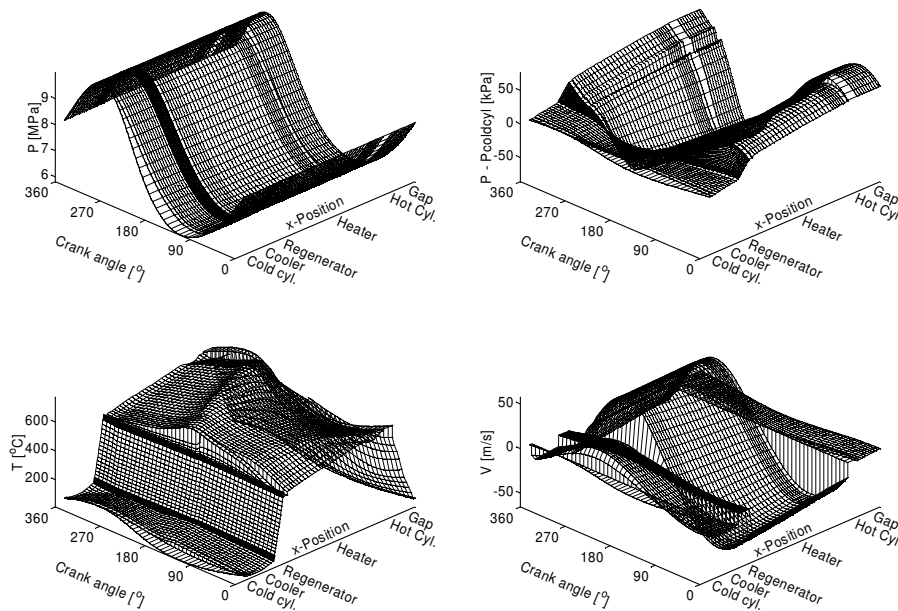 P [MPa]
9
8
7
6
360
270
180
90
0
Crank angle [°]
x-Position
Gap
Hot Cyl.
Heater
Regenerator
Cooler
Cold cyl.
P - Pcoldcyl [kPa]
50
0
-50
360
270
180
90
0
Crank angle [°]
x-Position
Gap
Hot Cyl.
Heater
Regenerator
Cooler
Cold cyl.
T [°C]
600
400
200
360
270
180
90
0
Crank angle [°]
x-Position
Gap
Hot Cyl.
Heater
Regenerator
Cooler
Cold cyl.
V [m/s]
50
0
-50
360
270
180
90
0
Crank angle [°]
x-Position
Gap
Hot Cyl.
Heater
Regenerator
Cooler
Cold cyl.